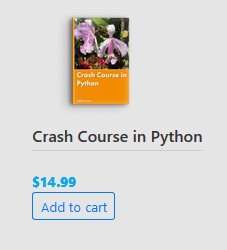 Crash Course in
Python
Crash Course in Python
$14.99
Add to cart